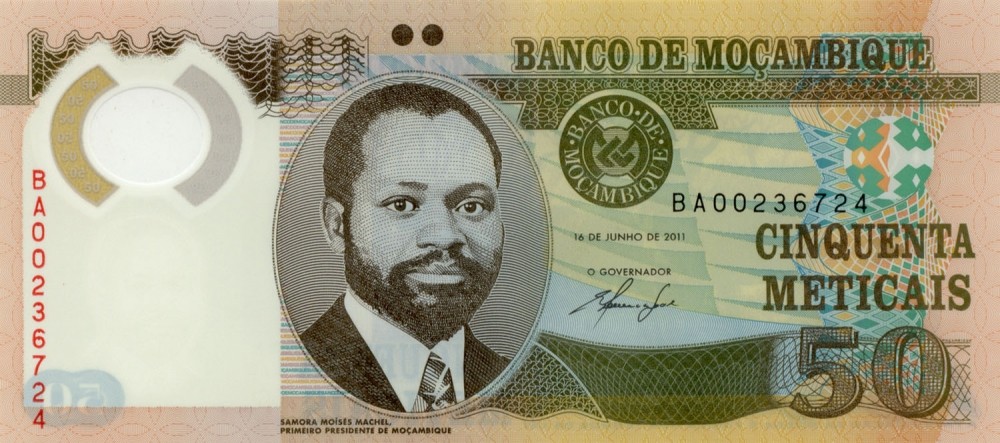 BANCO DE MOÇAMBIQUE
BANCO·DE·
MOÇAMBIQUE
BA00236724
16 DE JUNHO DE 2011
O GOVERNADOR
CINQUENTA
METICAIS
50
BA00236724
50
SAMORA MOISÉS MACHEL,
PRIMEIRO PRESIDENTE DE MOÇAMBIQUE